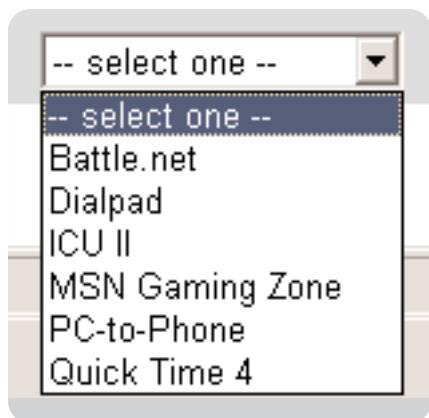 -- select one --
-- select one --
Battle.net
Dialpad
ICU II
MSN Gaming Zone
PC-to-Phone
Quick Time 4